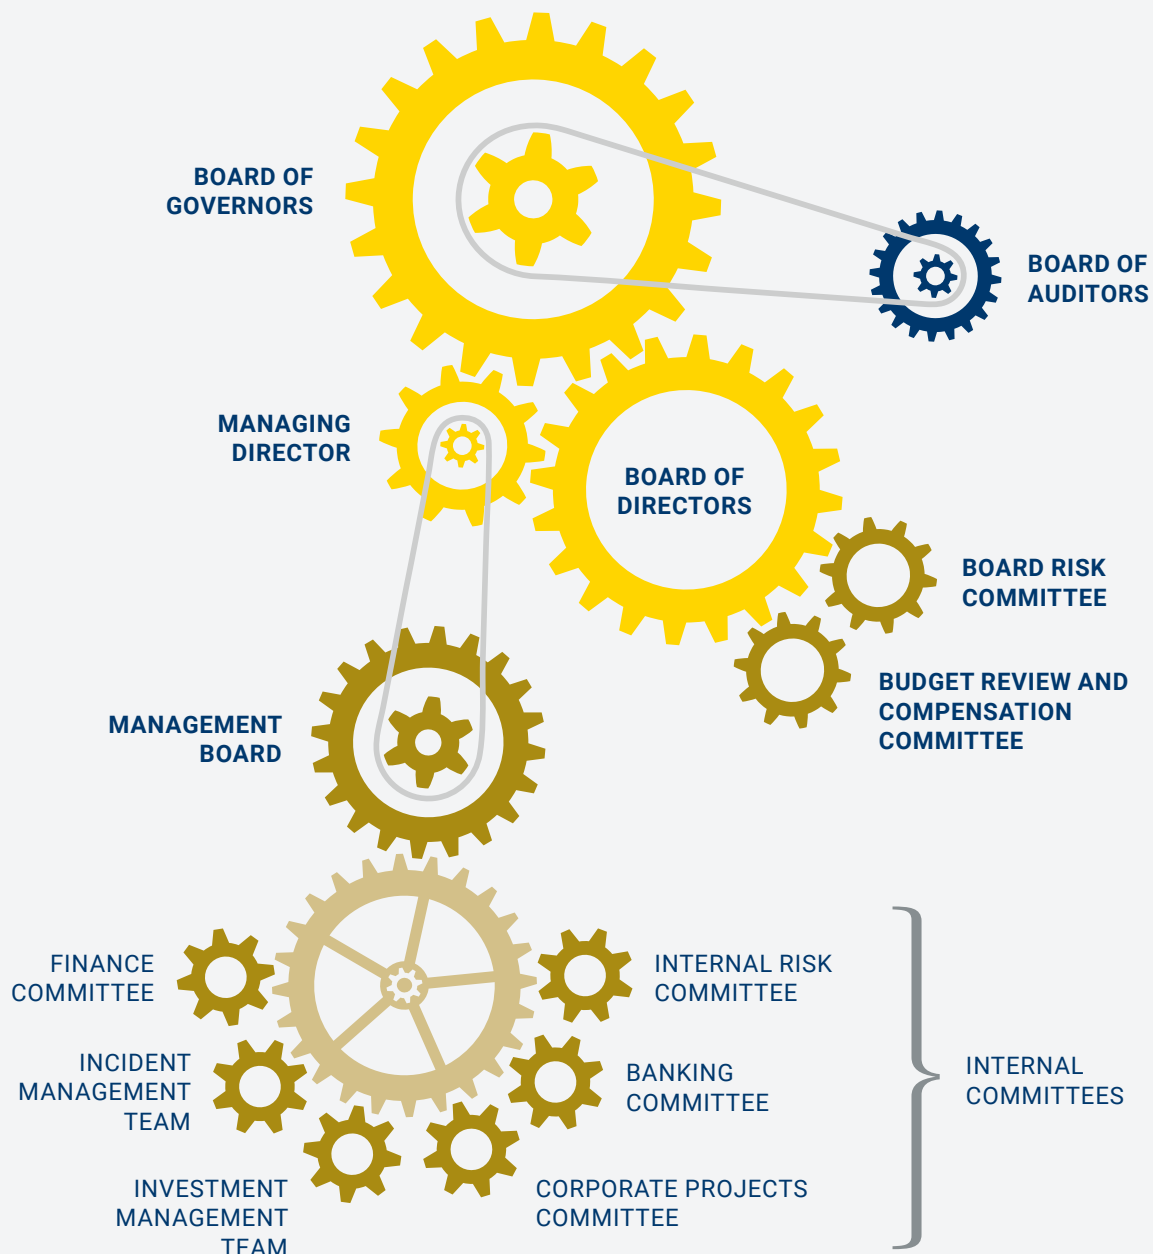 BOARD OF
GOVERNORS
BOARD OF
AUDITORS
MANAGING
DIRECTOR
BOARD OF
DIRECTORS
BOARD RISK
COMMITTEE
BUDGET REVIEW AND
COMPENSATION
COMMITTEE
MANAGEMENT
BOARD
FINANCE
COMMITTEE
INTERNAL RISK
COMMITTEE
INCIDENT
MANAGEMENT
TEAM
BANKING
COMMITTEE
INTERNAL
COMMITTEES
INVESTMENT
MANAGEMENT
TEAM
CORPORATE PROJECTS
COMMITTEE